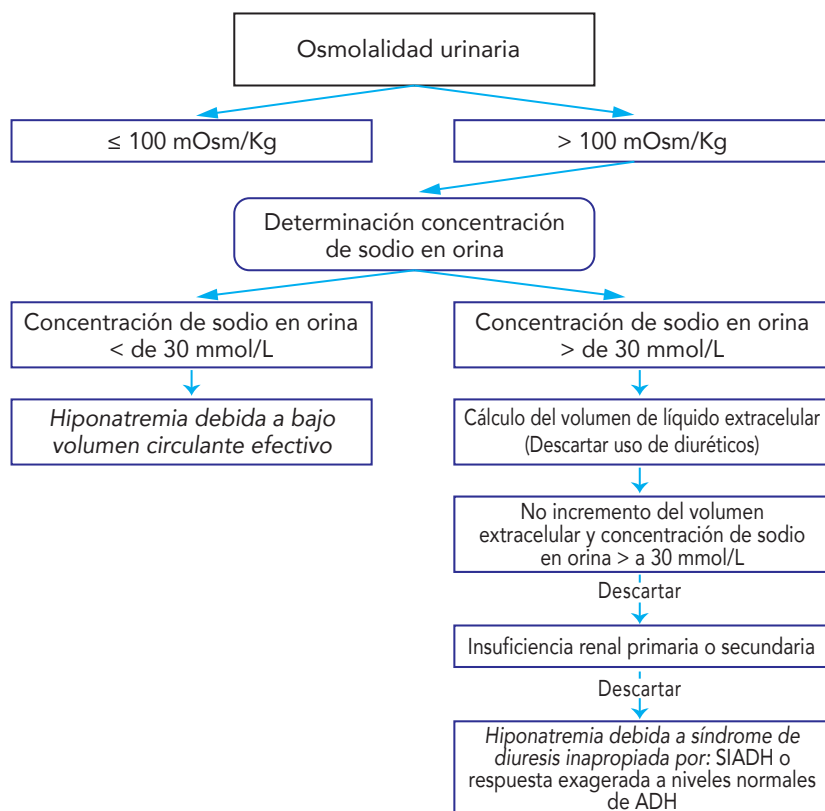 Osmolalidad urinaria
≤ 100 mOsm/Kg
> 100 mOsm/Kg
Determinación concentración
de sodio en orina
Concentración de sodio en orina
< de 30 mmol/L
Concentración de sodio en orina
> de 30 mmol/L
Hiponatremia debida a bajo
volumen circulante efectivo
Cálculo del volumen de líquido extracelular
(Descartar uso de diuréticos)
No incremento del volumen
extracelular y concentración de sodio
en orina > a 30 mmol/L
Descartar
Insuficiencia renal primaria o secundaria
Descartar
Hiponatremia debida a síndrome de
diuresis inapropiada por: SIADH o
respuesta exagerada a niveles normales
de ADH